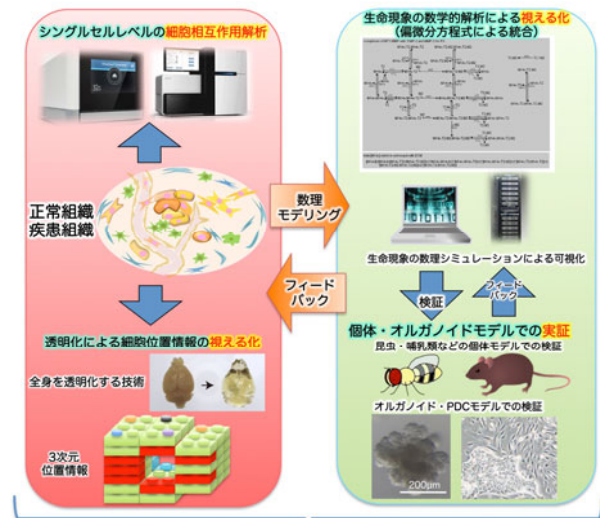 シングルセルレベルの細胞相互作用解析
正常組織
疾患組織
透明化による細胞位置情報の視える化
全身を透明化する技術
3次元
位置情報
数理
モデリング
フィード
バック
生命現象の数学的解析による視える化
(偏微分方程式による統合)
生命現象の数理シミュレーションによる可視化
検証
フィード
バック
個体・オルガノイドモデルでの実証
昆虫・哺乳類などの個体モデルでの検証
オルガノイド・PDCモデルでの検証
200μm